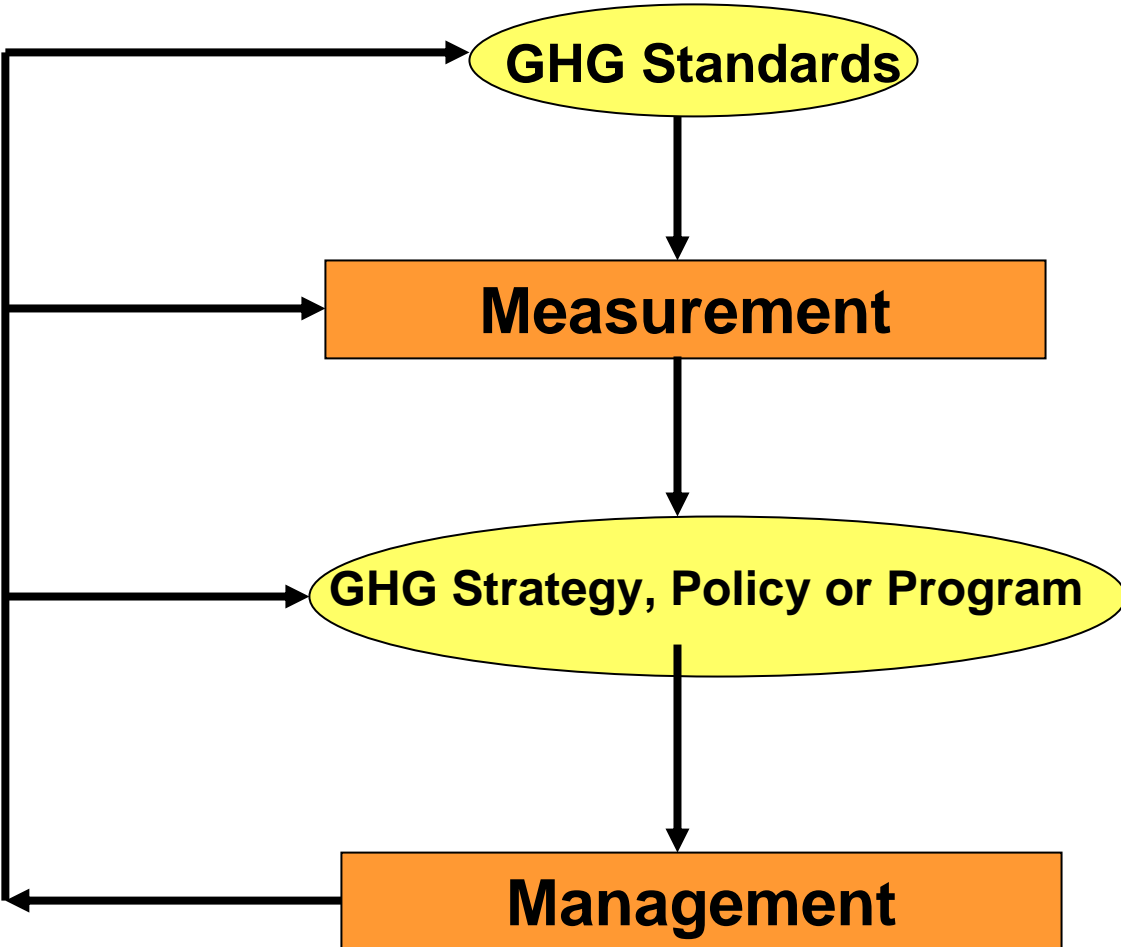 GHG Standards
Measurement
GHG Strategy, Policy or Program
Management